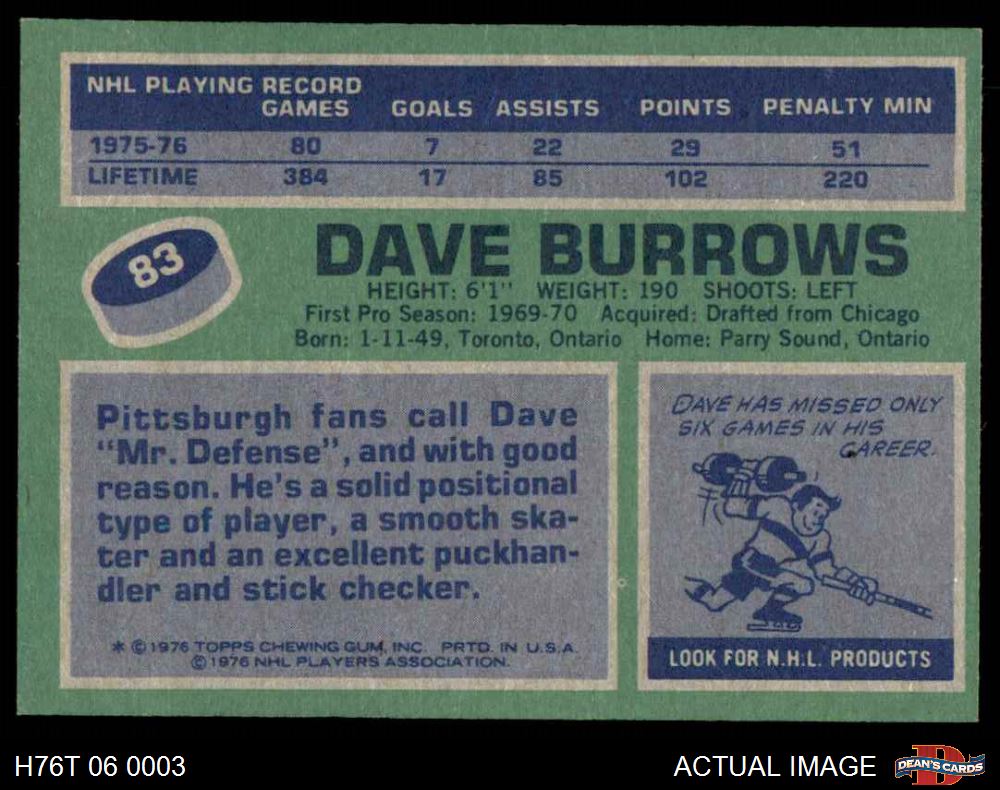 NHL PLAYING RECORD
GAMES GOALS ASSISTS POINTS PENALTY MIN
1975-76 80 7 22 29 51
LIFETIME 384 17 85 102 220
83
DAVE BURROWS
HEIGHT: 6'1" WEIGHT: 190 SHOOTS: LEFT
First Pro Season: 1969-70 Acquired: Drafted from Chicago
Born: 1-11-49, Toronto, Ontario Home: Parry Sound, Ontario
Pittsburgh fans call Dave
"Mr. Defense", and with good
reason. He's a solid positional
type of player, a smooth ska-
ter and an excellent puckhan-
dler and stick checker.
* ©1976 TOPPS CHEWING GUM, INC. PRTD. IN U.S.A.
©1976 NHL PLAYERS ASSOCIATION.
DAVE HAS MISSED ONLY
SIX GAMES IN HIS
CAREER.
LOOK FOR N.H.L. PRODUCTS
H76T 06 0003
ACTUAL IMAGE
D
DEAN'S CARDS